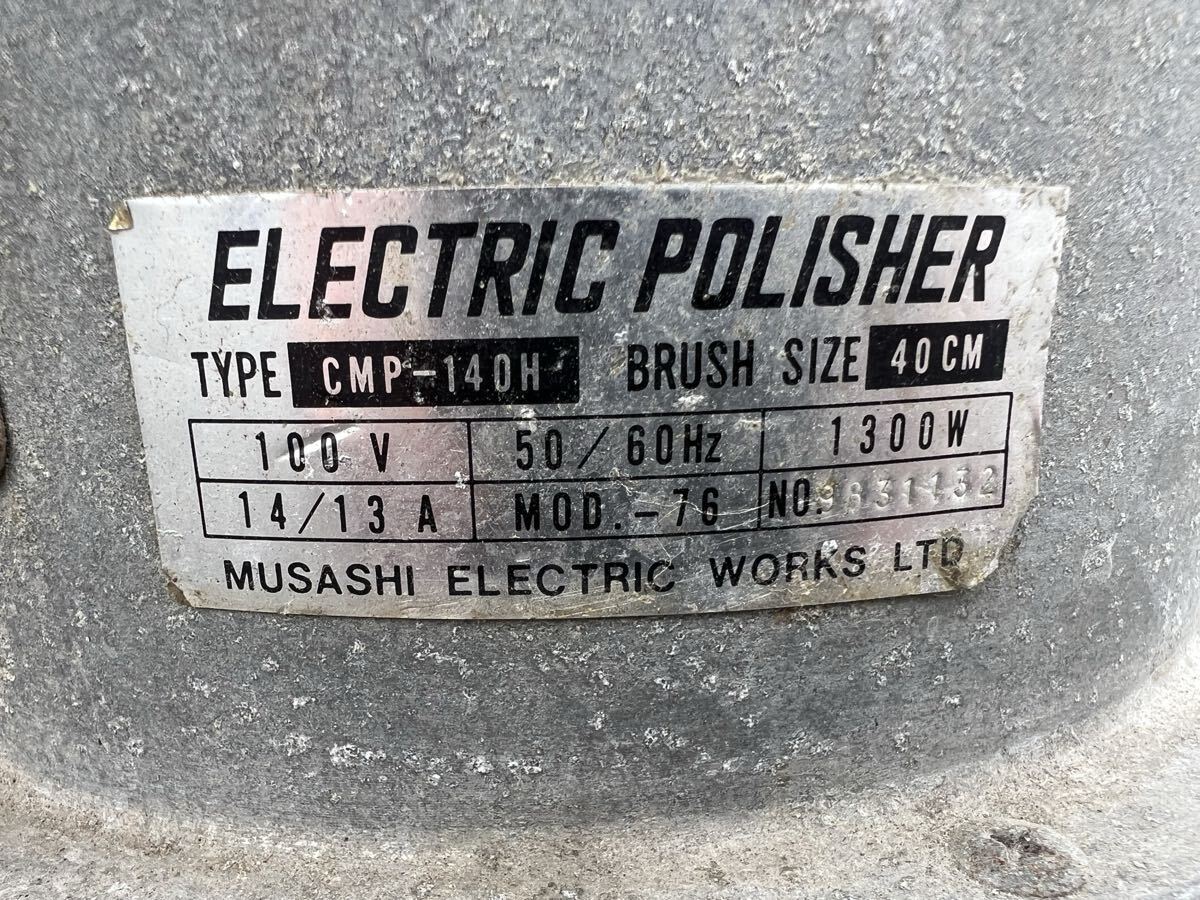 ELECTRIC POLISHER
TYPE CMP-140H BRUSH SIZE 40CM
100 V 50/60Hz 1300W
14/13 A MOD.-76 NO.
MUSASHI ELECTRIC WORKS LTD